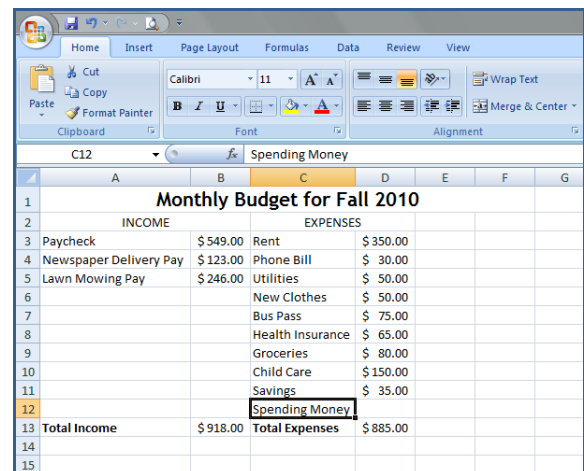 Home Insert Page Layout Formulas Data Review View
Cut
Copy
Format Painter
Paste
Calibri 11 A A
B I U A
Wrap Text
Merge & Center
Clipboard Font Alignment
C12 fx Spending Money
A B C D E F G
1 Monthly Budget for Fall 2010
2 INCOME EXPENSES
3 Paycheck $549.00 Rent $350.00
4 Newspaper Delivery Pay $123.00 Phone Bill $ 30.00
5 Lawn Mowing Pay $246.00 Utilities $ 50.00
6 New Clothes $ 50.00
7 Bus Pass $ 75.00
8 Health Insurance $ 65.00
9 Groceries $ 80.00
10 Child Care $150.00
11 Savings $ 35.00
12 Spending Money
13 Total Income $918.00 Total Expenses $885.00
14
15